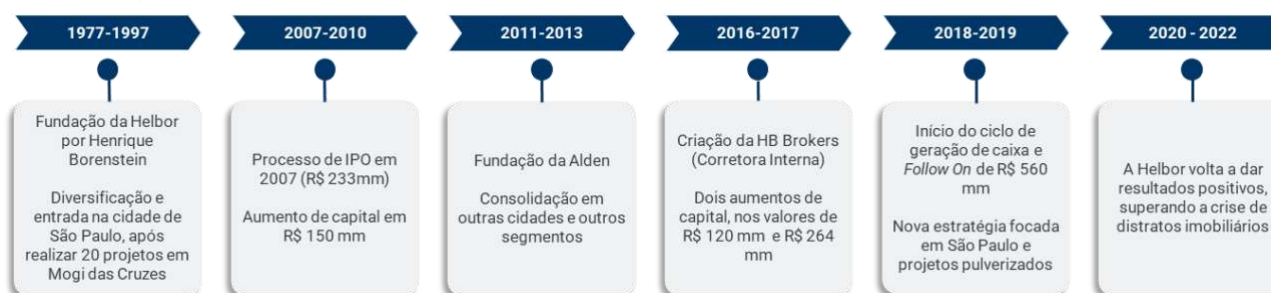 1977-1997
Fundação da Helbor
por Henrique
Borenstein
Diversificação e
entrada na cidade de
São Paulo, após
realizar 20 projetos em
Mogi das Cruzes
2007-2010
Processo de IPO em
2007 (R$ 233mm)
Aumento de capital em
R$ 150 mm
2011-2013
Fundação da Alden
Consolidação em
outras cidades e outros
segmentos
2016-2017
Criação da HB Brokers
(Corretora Interna)
Dois aumentos de
capital, nos valores de
R$ 120 mm e R$ 264
mm
2018-2019
Início do ciclo de
geração de caixa e
Follow On de R$ 560
mm
Nova estratégia focada
em São Paulo e
projetos pulverizados
2020 - 2022
A Helbor volta a dar
resultados positivos,
superando a crise de
distratos imobiliários